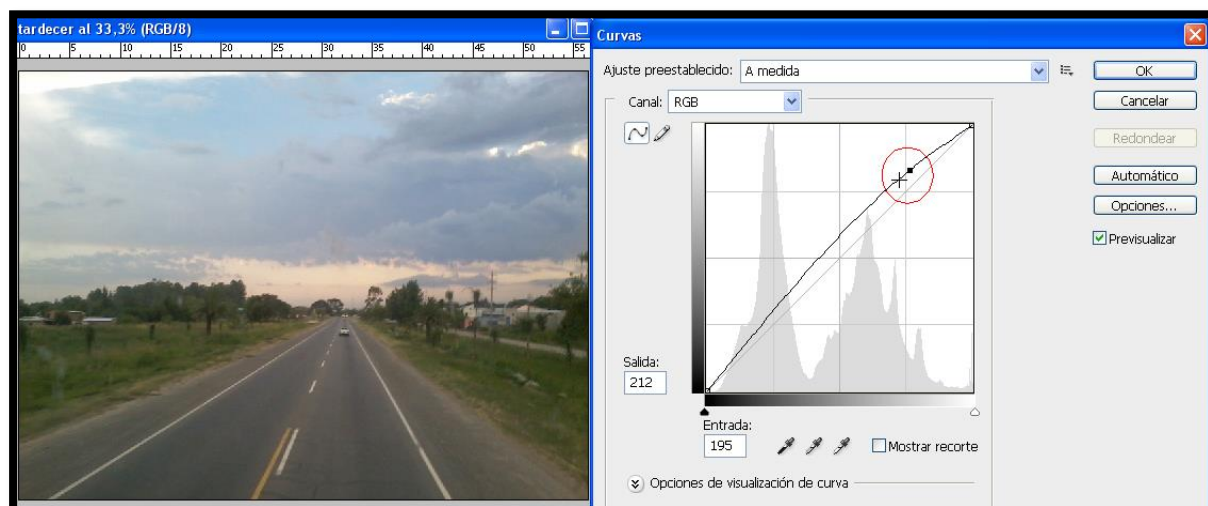 tardecer al 33,3% (RGB/8)
0 5 10 15 20 25 30 35 40 45 50 55
Curvas
Ajuste preestablecido: A medida
OK
Canal: RGB
Cancelar
Redondear
Automático
Opciones...
Previsualizar
Salida:
212
Entrada:
195
Mostrar recorte
Opciones de visualización de curva